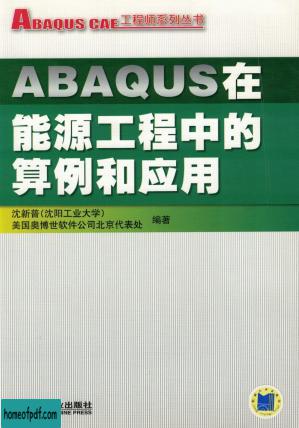 ABAQUS CAE工程师系列丛书
ABAQUS在
能源工程中的
算例和应用
沈新普(沈阳工业大学)
美国奥博世软件公司北京代表处
编著
业出版社
INE PRESS
homeofpdf.com